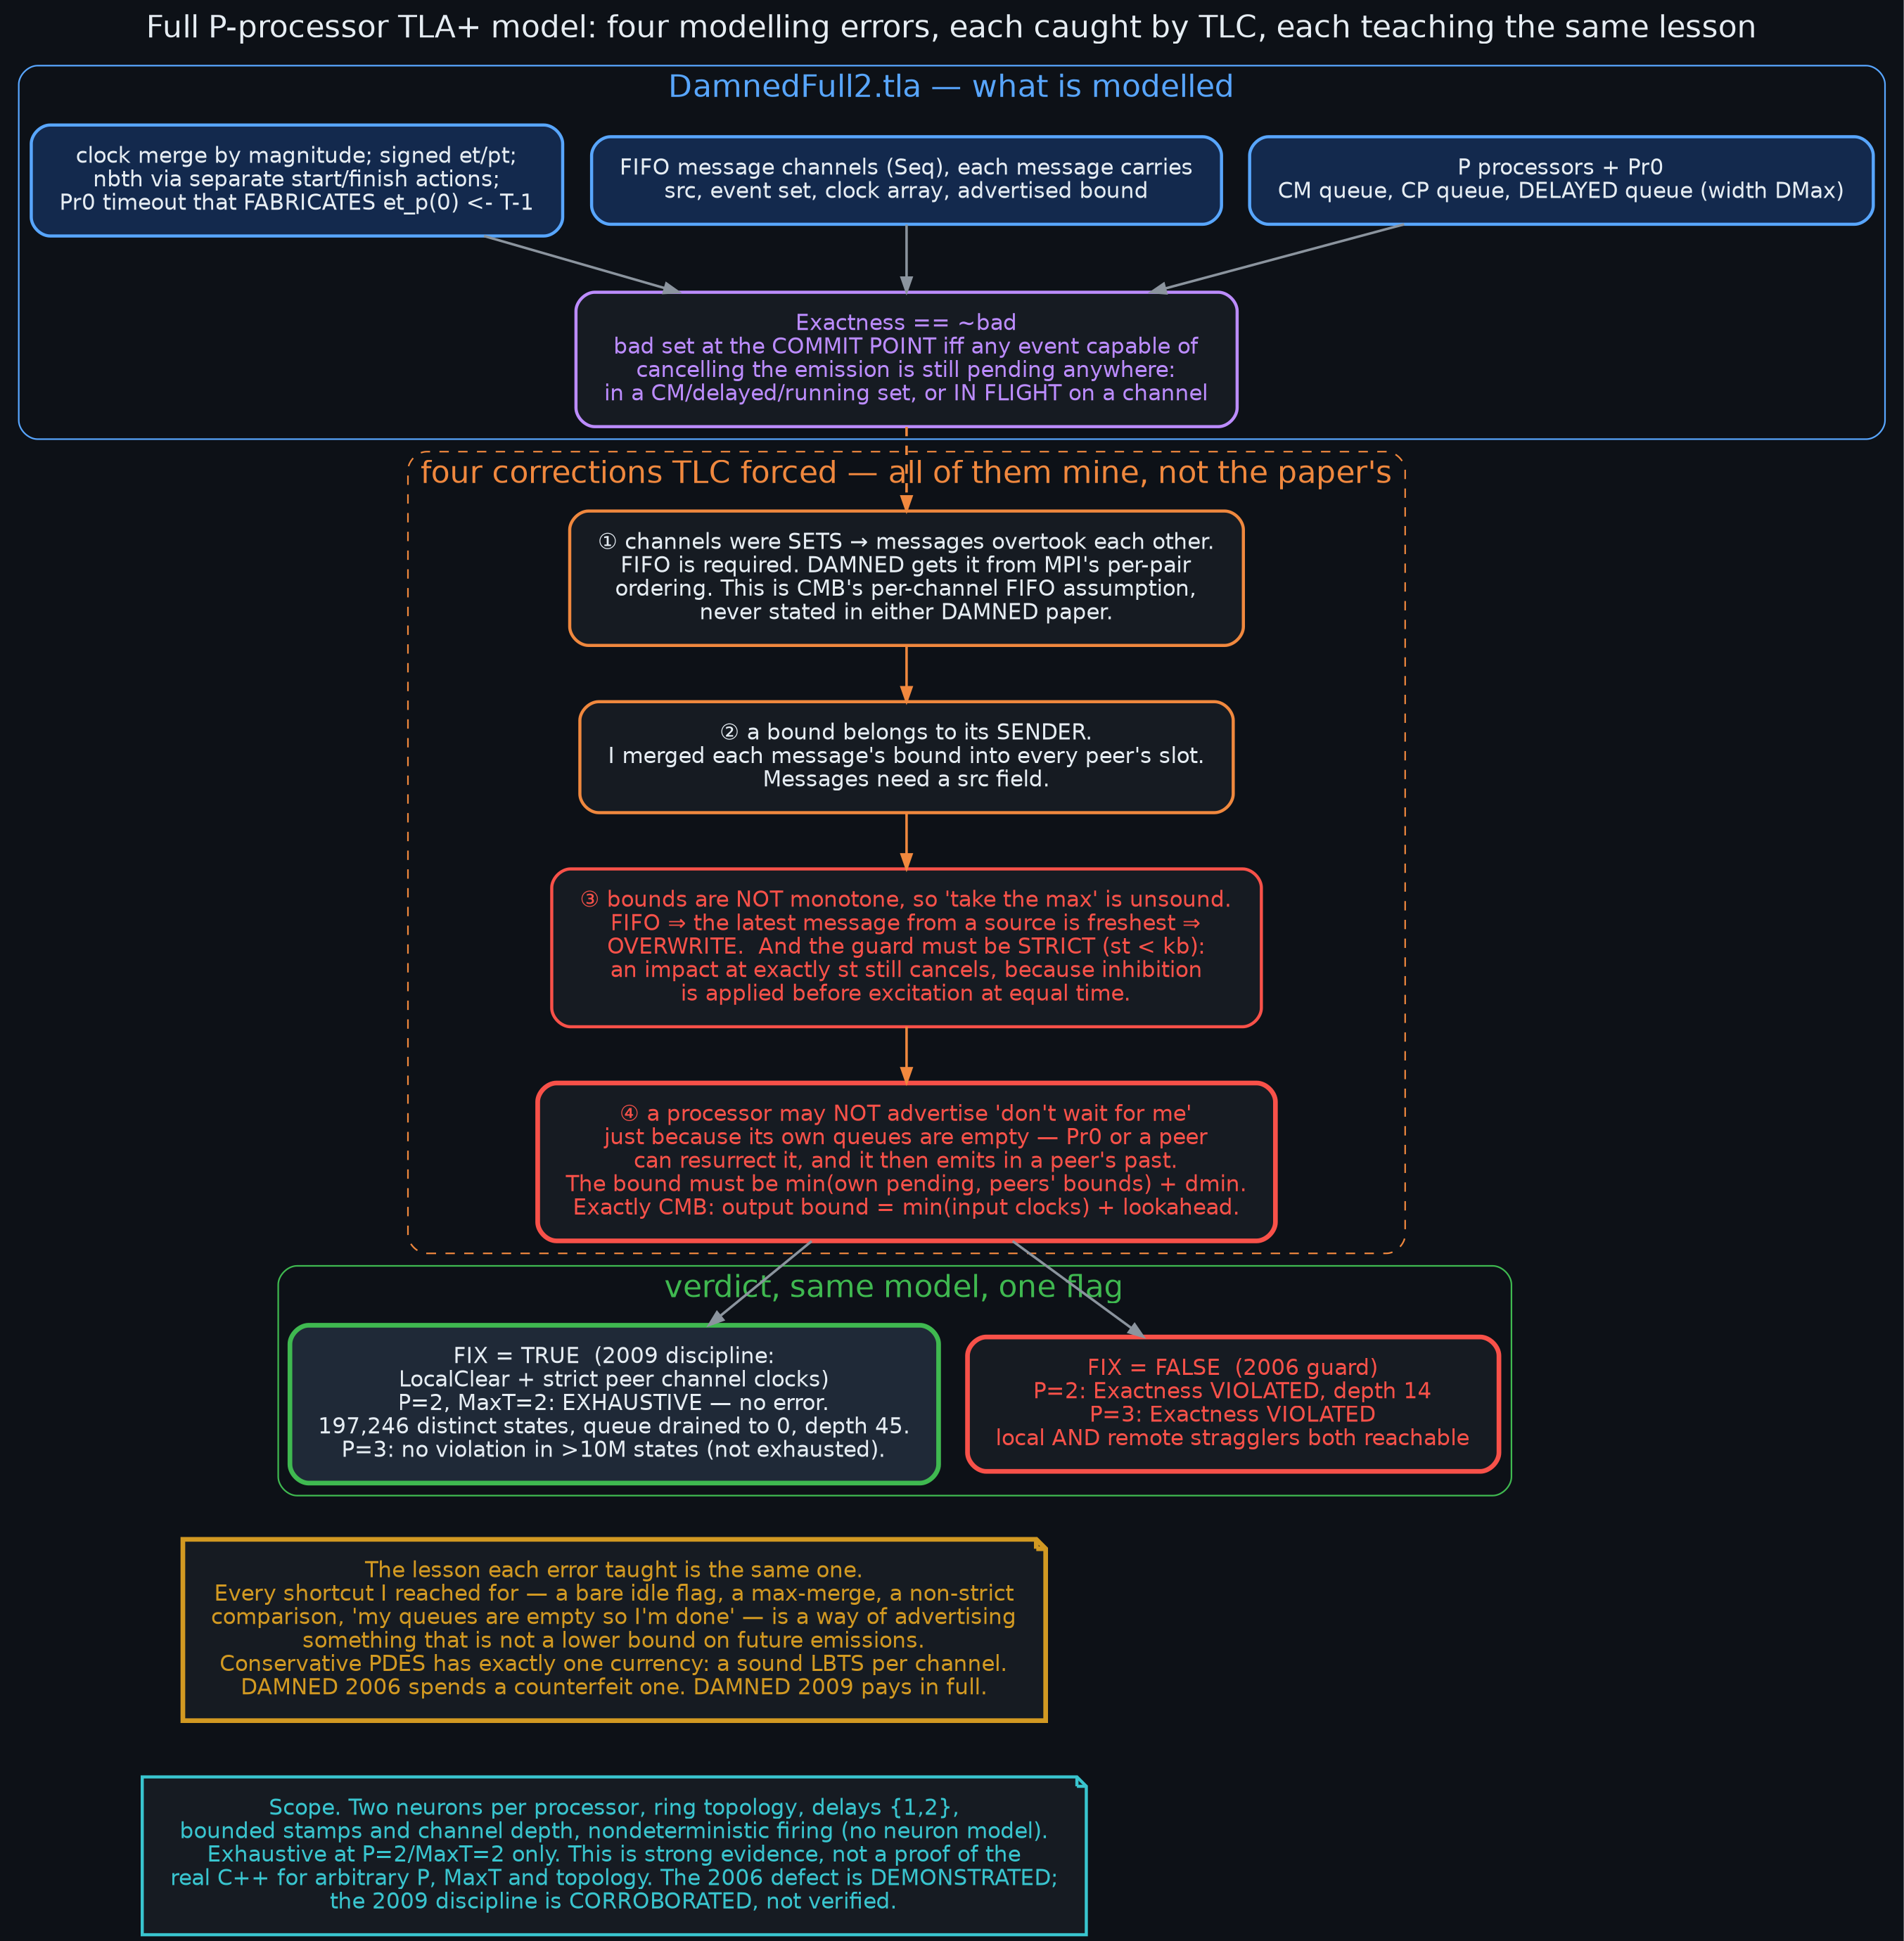 Full P-processor TLA+ model: four modelling errors, each caught by TLC, each teaching the same lesson
DamnedFull2.tla — what is modelled
clock merge by magnitude; signed et/pt;
nbth via separate start/finish actions;
Pr0 timeout that FABRICATES et_p(0) <- T-1
FIFO message channels (Seq), each message carries
src, event set, clock array, advertised bound
P processors + Pr0
CM queue, CP queue, DELAYED queue (width DMax)
Exactness == ~bad
bad set at the COMMIT POINT iff any event capable of
cancelling the emission is still pending anywhere:
in a CM/delayed/running set, or IN FLIGHT on a channel
four corrections TLC forced — all of them mine, not the paper's
① channels were SETS → messages overtook each other.
FIFO is required. DAMNED gets it from MPI's per-pair
ordering. This is CMB's per-channel FIFO assumption,
never stated in either DAMNED paper.
② a bound belongs to its SENDER.
I merged each message's bound into every peer's slot.
Messages need a src field.
③ bounds are NOT monotone, so 'take the max' is unsound.
FIFO ⇒ the latest message from a source is freshest ⇒
OVERWRITE.  And the guard must be STRICT (st < kb):
an impact at exactly st still cancels, because inhibition
is applied before excitation at equal time.
④ a processor may NOT advertise 'don't wait for me'
just because its own queues are empty — Pr0 or a peer
can resurrect it, and it then emits in a peer's past.
The bound must be min(own pending, peers' bounds) + dmin.
Exactly CMB: output bound = min(input clocks) + lookahead.
verdict, same model, one flag
FIX = TRUE  (2009 discipline:
LocalClear + strict peer channel clocks)
P=2, MaxT=2: EXHAUSTIVE — no error.
197,246 distinct states, queue drained to 0, depth 45.
P=3: no violation in >10M states (not exhausted).
FIX = FALSE  (2006 guard)
P=2: Exactness VIOLATED, depth 14
P=3: Exactness VIOLATED
local AND remote stragglers both reachable
The lesson each error taught is the same one.
Every shortcut I reached for — a bare idle flag, a max-merge, a non-strict
comparison, 'my queues are empty so I'm done' — is a way of advertising
something that is not a lower bound on future emissions.
Conservative PDES has exactly one currency: a sound LBTS per channel.
DAMNED 2006 spends a counterfeit one. DAMNED 2009 pays in full.
Scope. Two neurons per processor, ring topology, delays {1,2},
bounded stamps and channel depth, nondeterministic firing (no neuron model).
Exhaustive at P=2/MaxT=2 only. This is strong evidence, not a proof of the
real C++ for arbitrary P, MaxT and topology. The 2006 defect is DEMONSTRATED;
the 2009 discipline is CORROBORATED, not verified.